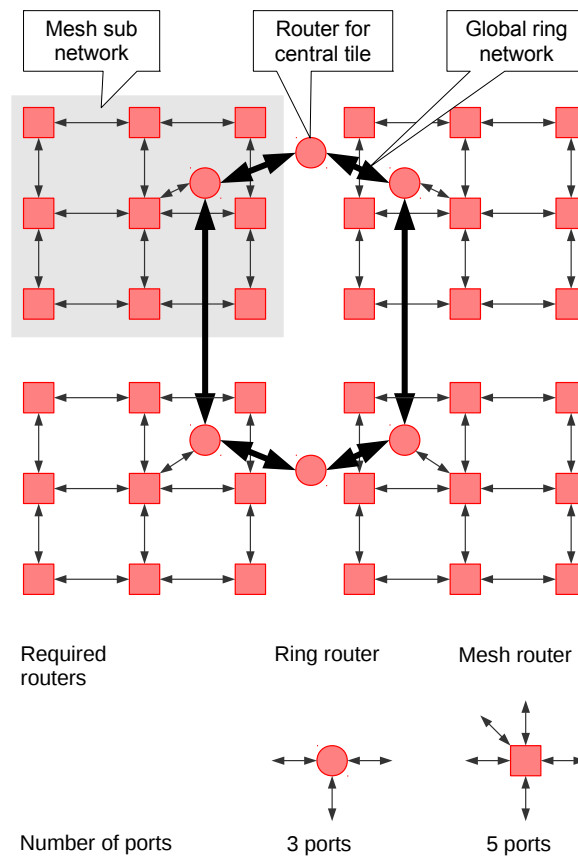 Mesh sub
network
Router for
central tile
Global ring
network
Required
routers
Ring router
Mesh router
Number of ports
3 ports
5 ports